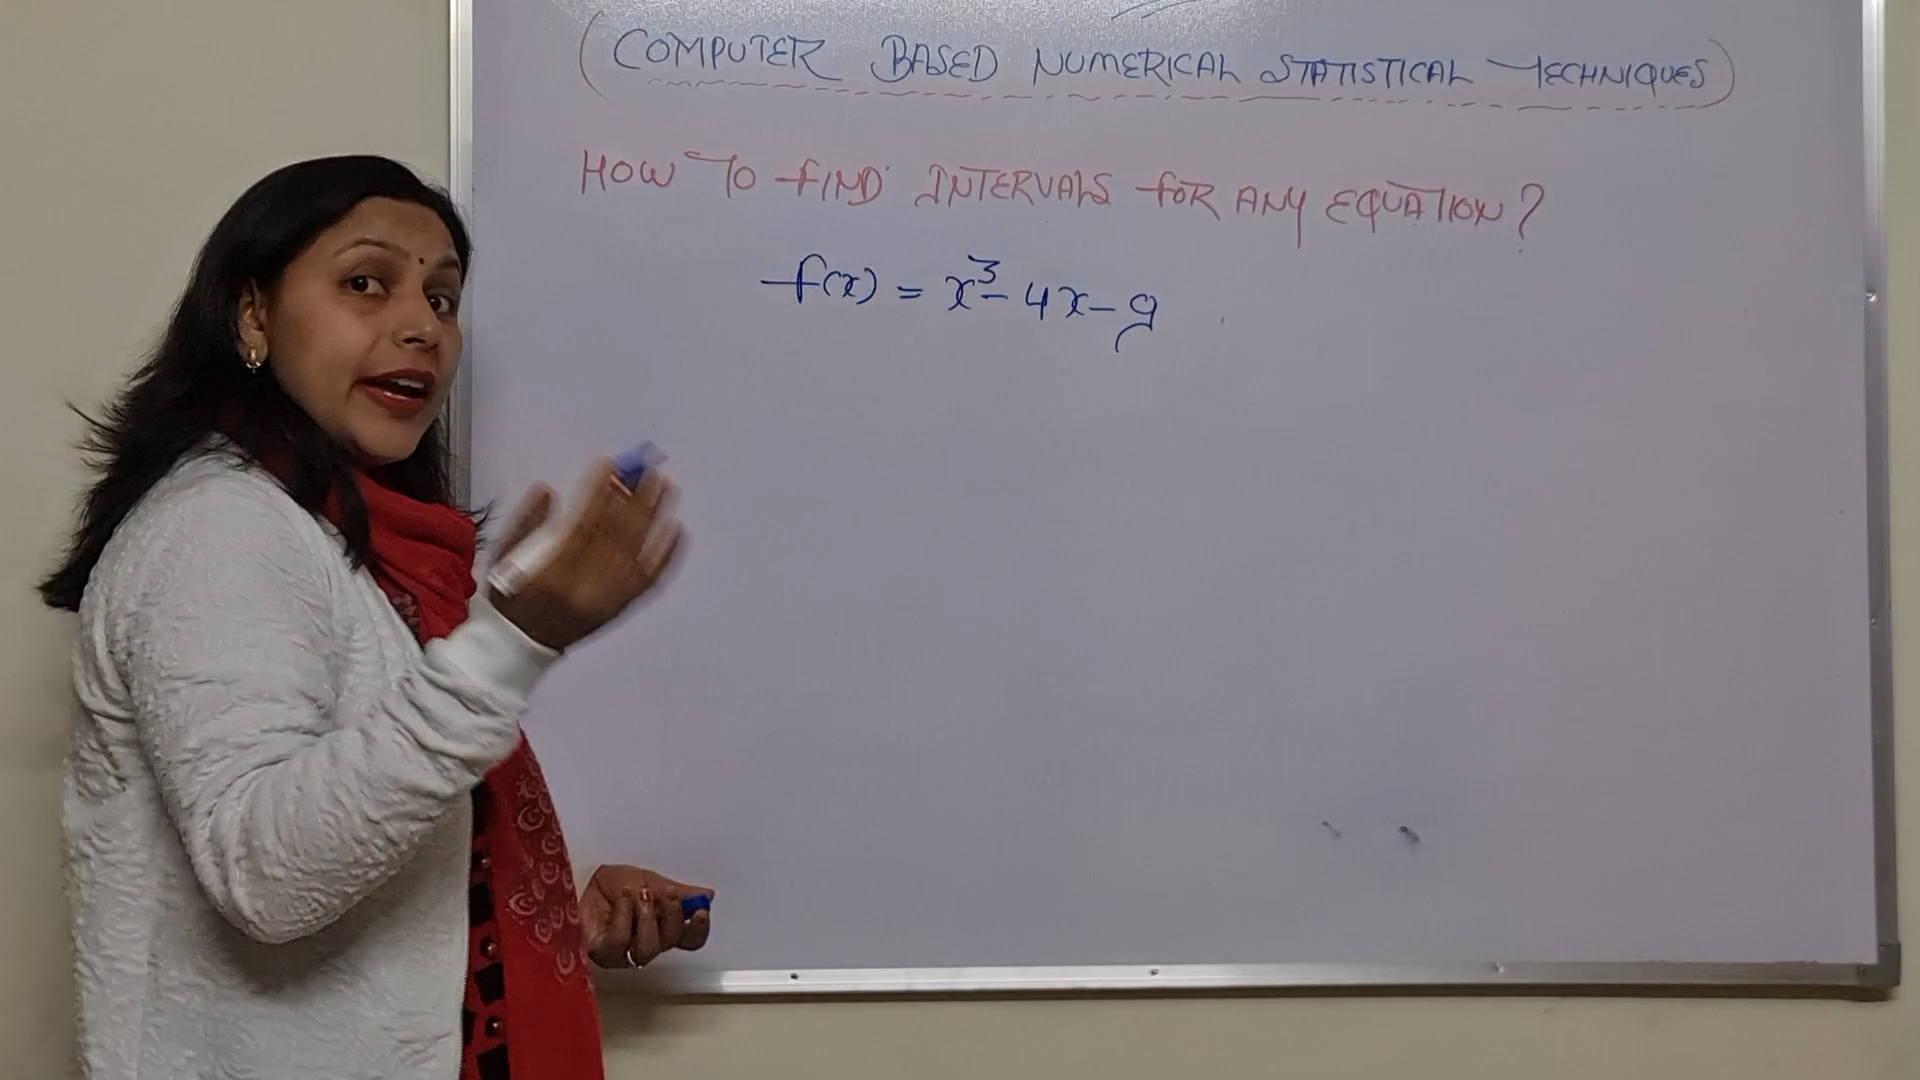 (COMPUTER BASED NUMERICAL STATISTICAL TECHNIQUES)
HOW TO FIND INTERVALS FOR ANY EQUATION?
f(x) = x³ - 4x - 9